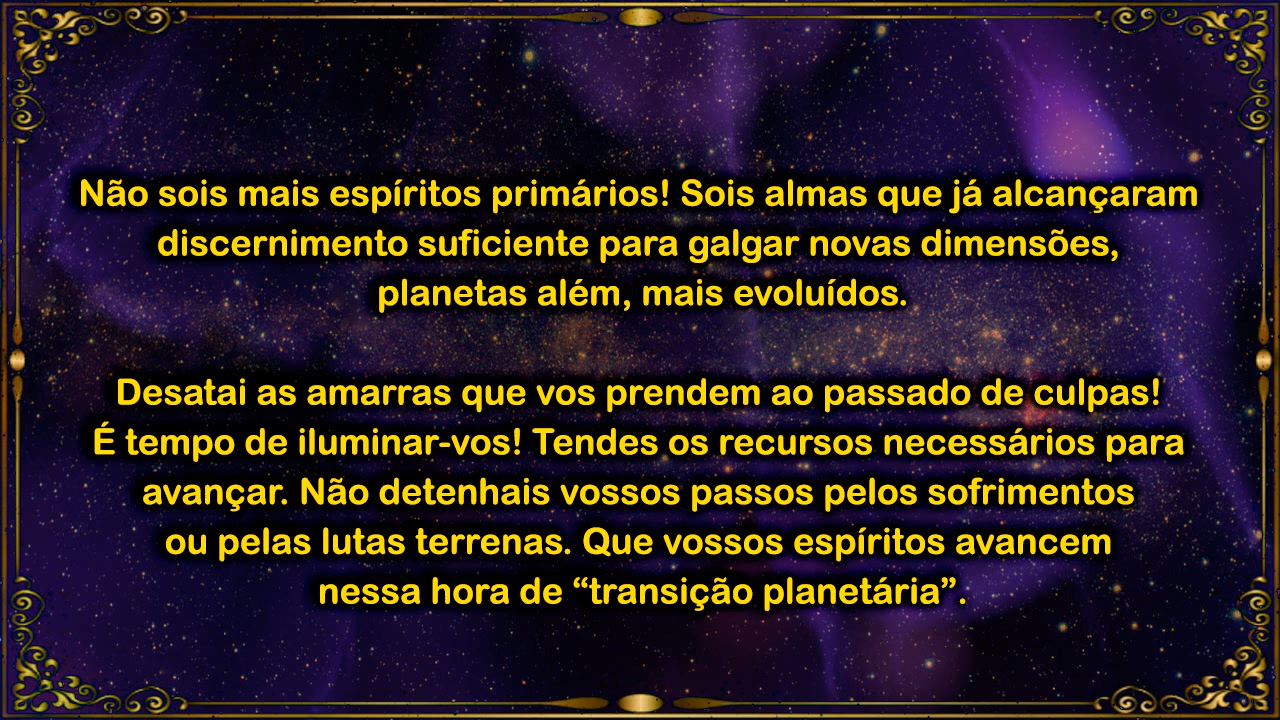 Não sois mais espíritos primários! Sois almas que já alcançaram
discernimento suficiente para galgar novas dimensões,
planetas além, mais evoluídos.
Desatai as amarras que vos prendem ao passado de culpas!
É tempo de iluminar-vos! Tendes os recursos necessários para
avançar. Não detenhais vossos passos pelos sofrimentos
ou pelas lutas terrenas. Que vossos espíritos avancem
nessa hora de “transição planetária”.